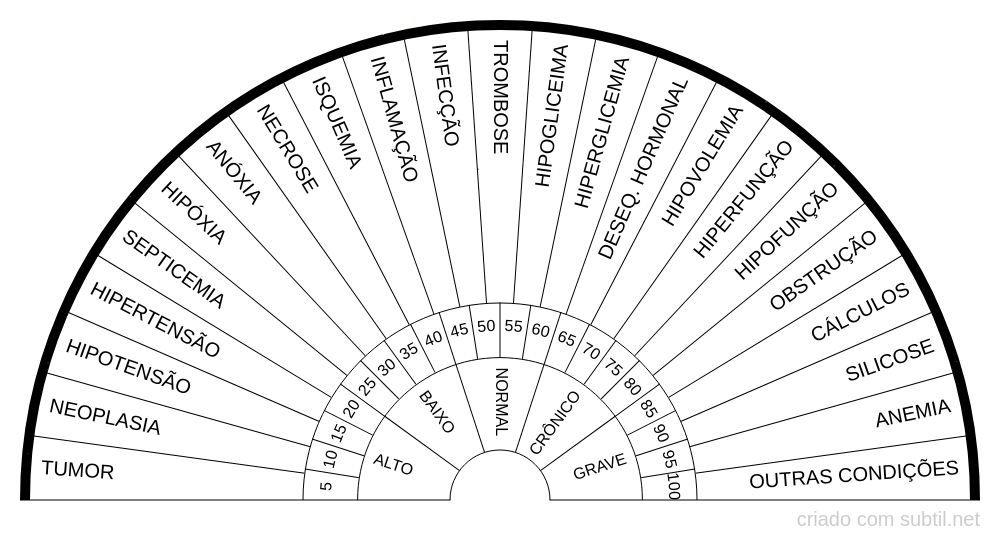 TUMOR
NEOPLASIA
HIPOTENSÃO
HIPERTENSÃO
SEPTICEMIA
HIPÓXIA
ANÓXIA
NECROSE
ISQUEMIA
INFLAMAÇÃO
INFECÇÃO
TROMBOSE
HIPOGLICEIMA
HIPERGLICEMIA
DESEQ. HORMONAL
HIPOVOLEMIA
HIPERFUNÇÃO
HIPOFUNÇÃO
OBSTRUÇÃO
CÁLCULOS
SILICOSE
ANEMIA
OUTRAS CONDIÇÕES
5
10
15
20
25
30
35
40
45
50
55
60
65
70
75
80
85
90
95
100
ALTO
BAIXO
NORMAL
CRÔNICO
GRAVE
criado com subtil.net